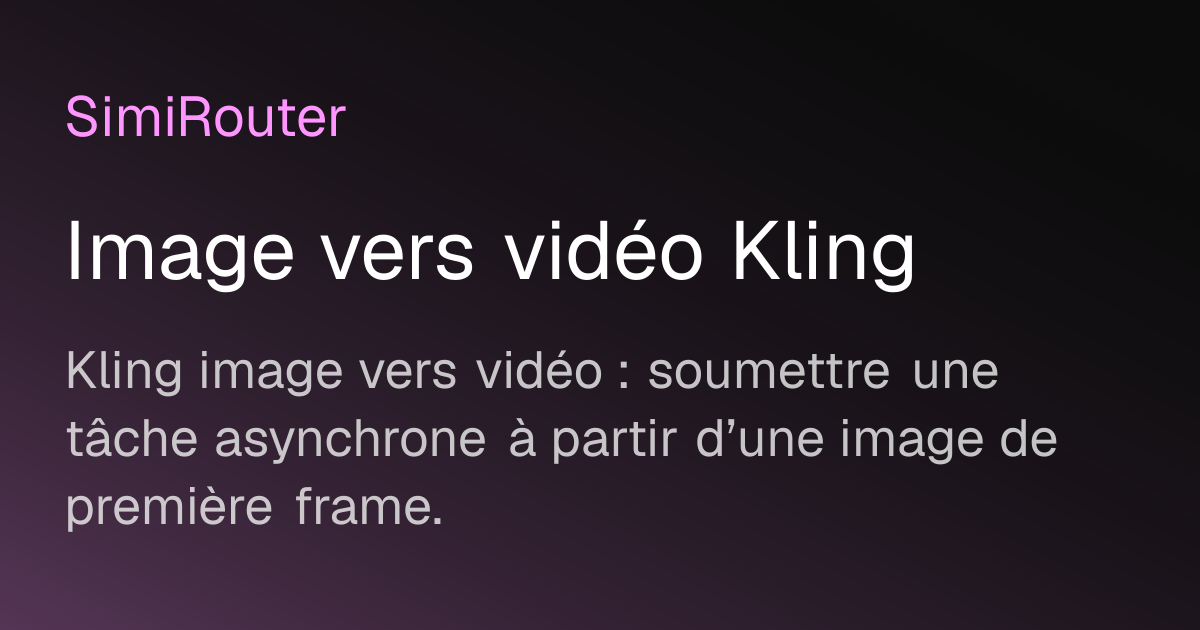 SimiRouter
Image vers vidéo Kling
Kling image vers vidéo : soumettre une
tâche asynchrone à partir d’une image de
première frame.